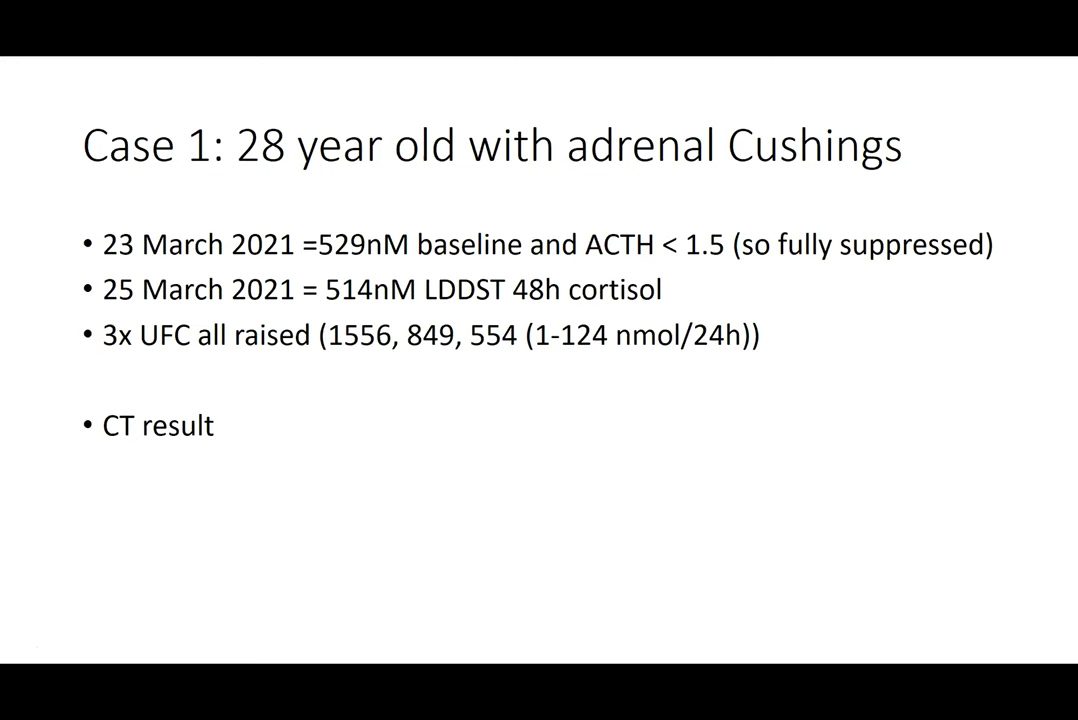 Case 1: 28 year old with adrenal Cushings
• 23 March 2021 =529nM baseline and ACTH < 1.5 (so fully suppressed)
• 25 March 2021 = 514nM LDDST 48h cortisol
• 3x UFC all raised (1556, 849, 554 (1-124 nmol/24h))
• CT result